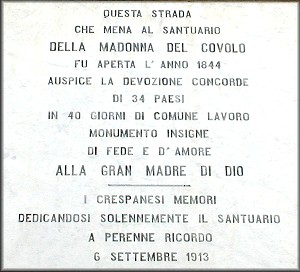 QUESTA STRADA
CHE MENA AL SANTUARIO
DELLA MADONNA DEL COVOLO
FU APERTA L'ANNO 1844
AUSPICE LA DEVOZIONE CONCORDE
DI 34 PAESI
IN 40 GIORNI DI COMUNE LAVORO
MONUMENTO INSIGNE
DI FEDE E D'AMORE
ALLA GRAN MADRE DI DIO
I CRESPANESI MEMORI
DEDICANDOSI SOLENNEMENTE IL SANTUARIO
A PERENNE RICORDO
6 SETTEMBRE 1913